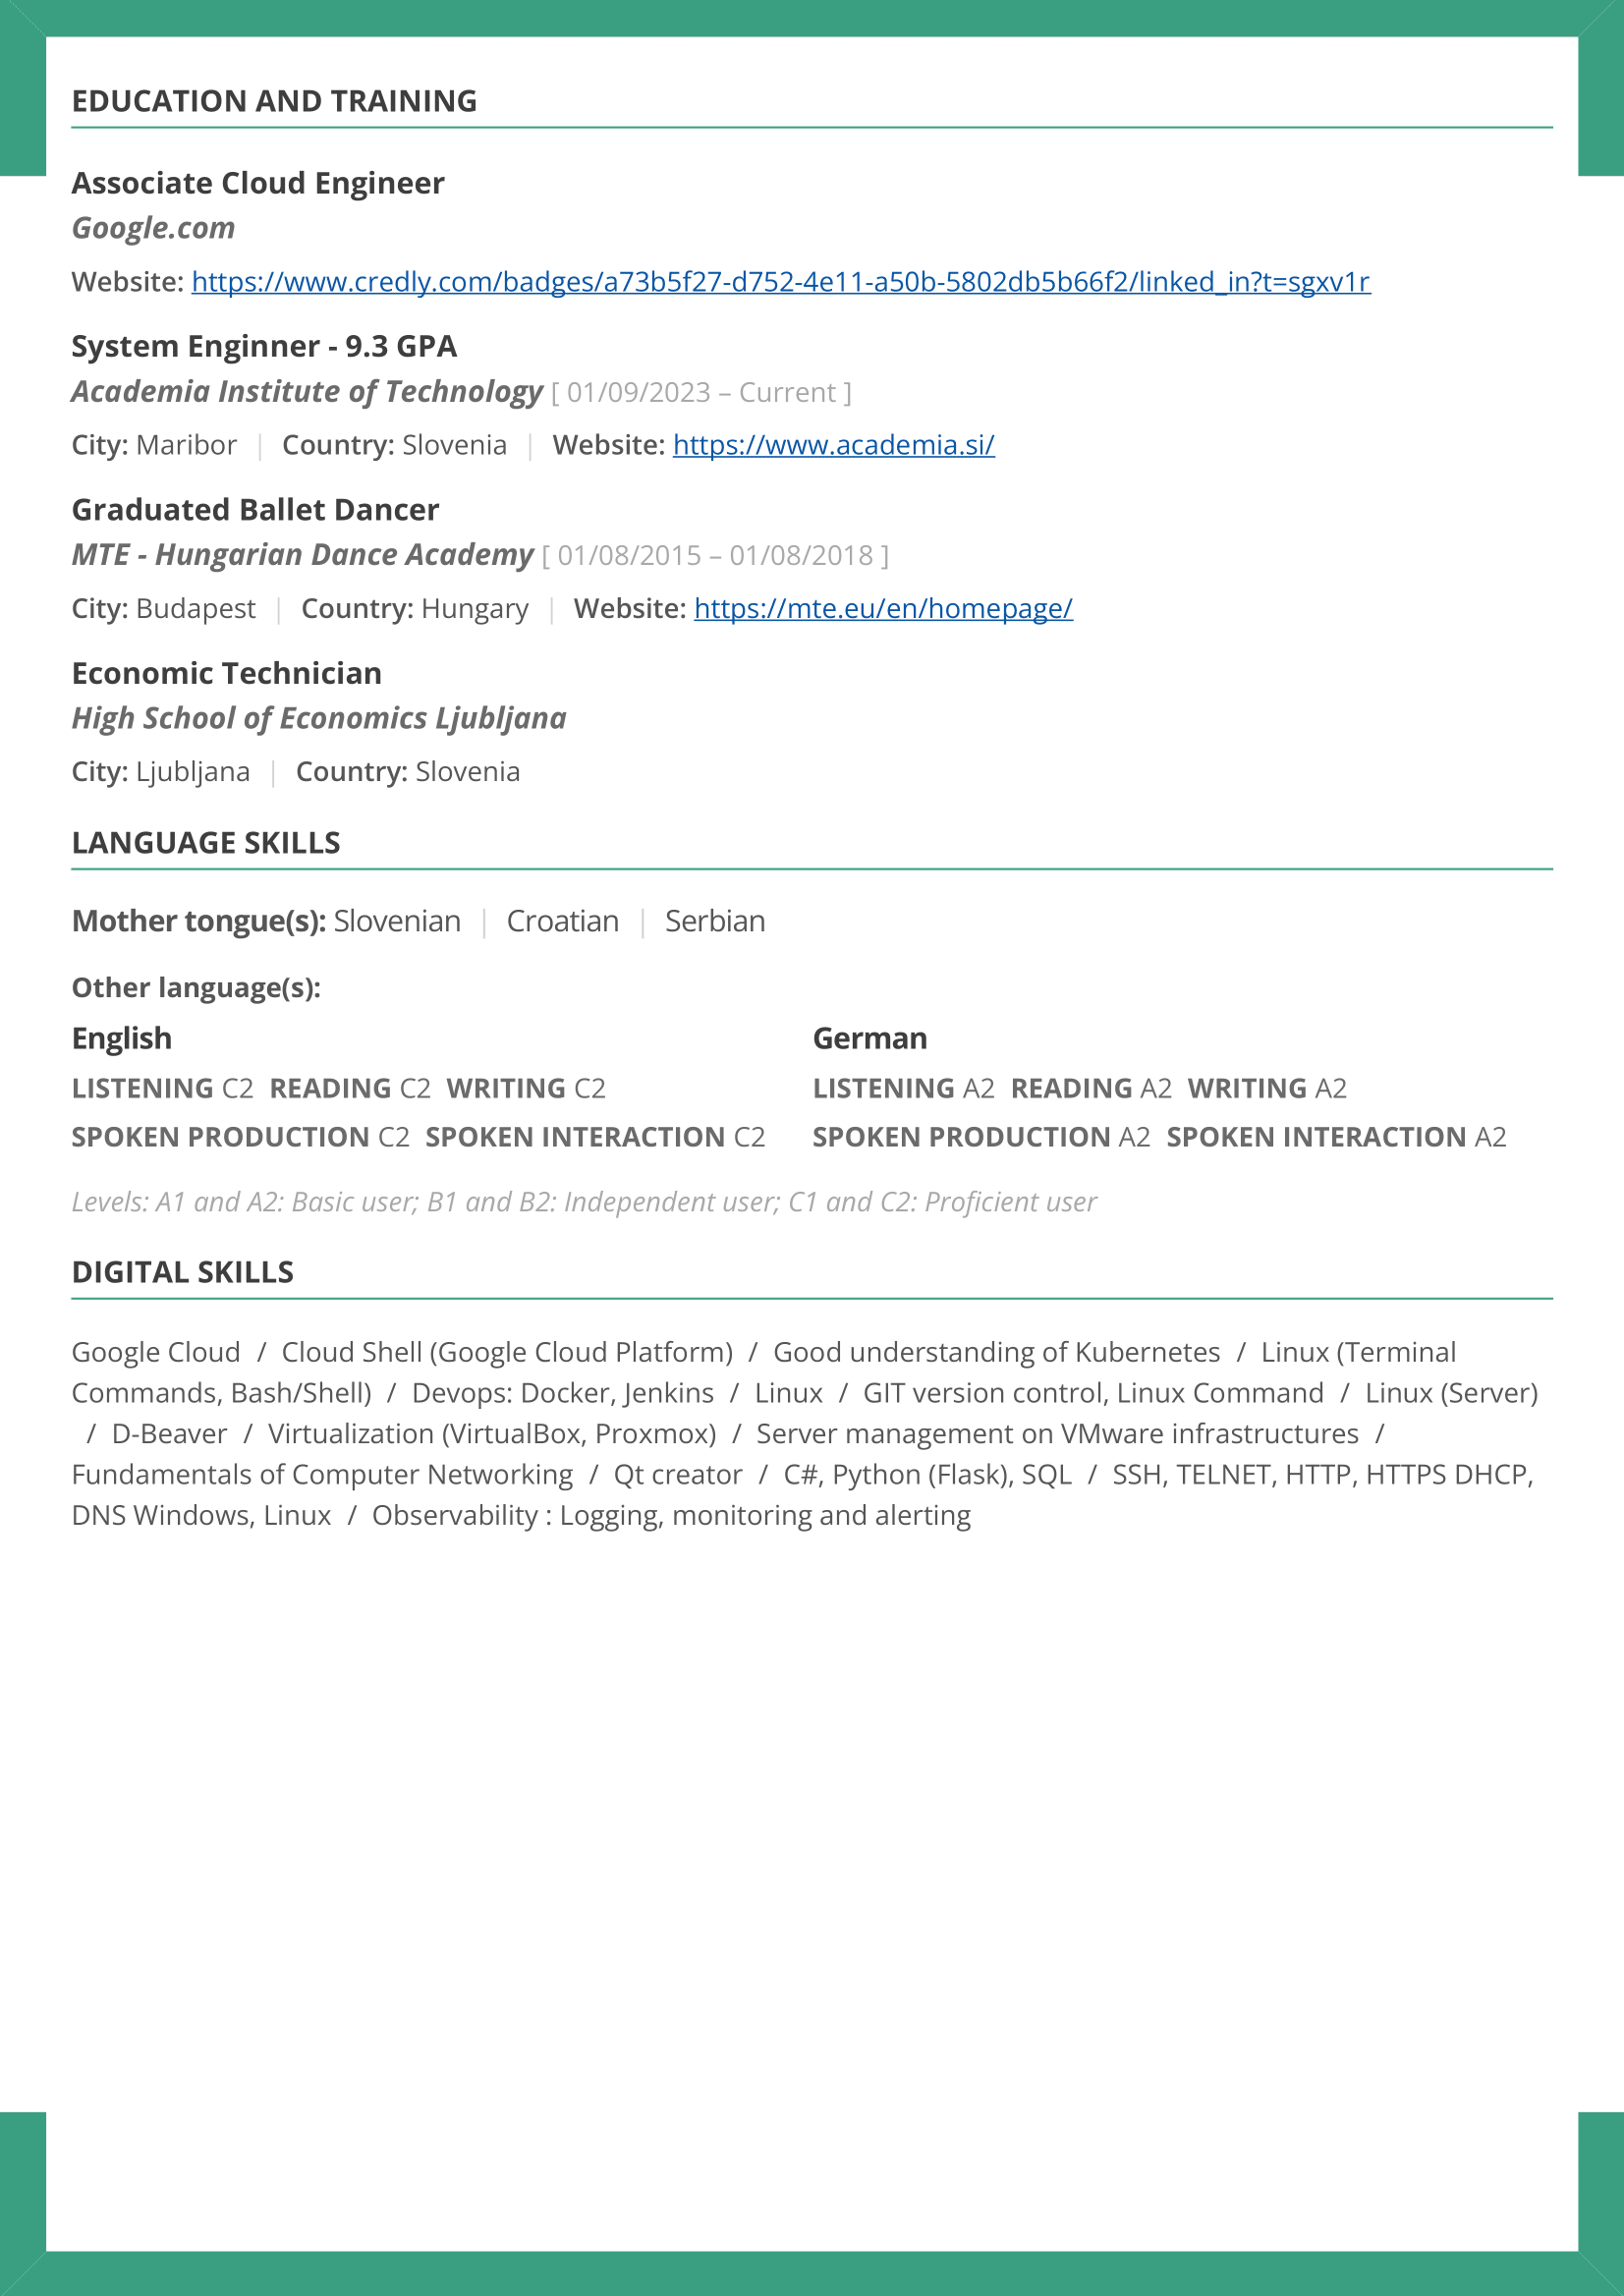 EDUCATION AND TRAINING
Associate Cloud Engineer
Google.com
Website: https://www.credly.com/badges/a73b5f27-d752-4e11-a50b-5802db5b66f2/linked_in?t=sgxv1r
System Enginner - 9.3 GPA
Academia Institute of Technology [ 01/09/2023 – Current ]
City: Maribor | Country: Slovenia | Website: https://www.academia.si/
Graduated Ballet Dancer
MTE - Hungarian Dance Academy [ 01/08/2015 – 01/08/2018 ]
City: Budapest | Country: Hungary | Website: https://mte.eu/en/homepage/
Economic Technician
High School of Economics Ljubljana
City: Ljubljana | Country: Slovenia
LANGUAGE SKILLS
Mother tongue(s): Slovenian | Croatian | Serbian
Other language(s):
English
LISTENING C2 READING C2 WRITING C2
SPOKEN PRODUCTION C2 SPOKEN INTERACTION C2
German
LISTENING A2 READING A2 WRITING A2
SPOKEN PRODUCTION A2 SPOKEN INTERACTION A2
Levels: A1 and A2: Basic user; B1 and B2: Independent user; C1 and C2: Proficient user
DIGITAL SKILLS
Google Cloud / Cloud Shell (Google Cloud Platform) / Good understanding of Kubernetes / Linux (Terminal
Commands, Bash/Shell) / Devops: Docker, Jenkins / Linux / GIT version control, Linux Command / Linux (Server)
/ D-Beaver / Virtualization (VirtualBox, Proxmox) / Server management on VMware infrastructures /
Fundamentals of Computer Networking / Qt creator / C#, Python (Flask), SQL / SSH, TELNET, HTTP, HTTPS DHCP,
DNS Windows, Linux / Observability : Logging, monitoring and alerting